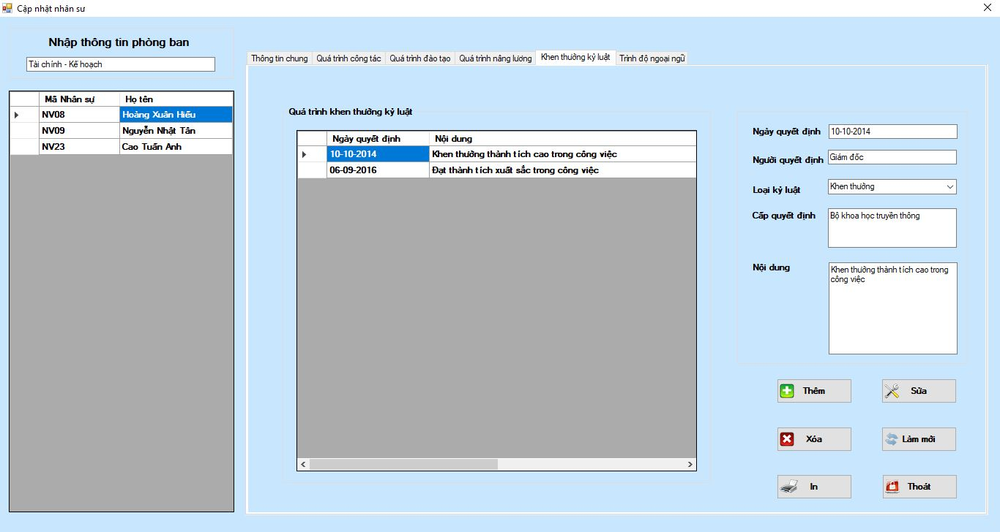 Cập nhật nhân sự
Nhập thông tin phòng ban
Tài chính - Kế hoạch
Mã Nhân sự Họ tên
NV08 Hoàng Xuân Hiếu
NV09 Nguyễn Nhật Tân
NV23 Cao Tuấn Anh
Thông tin chung Quá trình công tác Quá trình đào tạo Quá trình nâng lương Khen thưởng kỷ luật Trình độ ngoại ngữ
Quá trình khen thưởng kỷ luật
Ngày quyết định Nội dung
10-10-2014 Khen thưởng thành tích cao trong công việc
06-09-2016 Đạt thành tích xuất sắc trong công việc
Ngày quyết định 10-10-2014
Người quyết định Giám đốc
Loại kỷ luật Khen thưởng
Cấp quyết định Bộ khoa học truyền thông
Nội dung Khen thưởng thành tích cao trong
công việc
Thêm Sửa
Xóa Làm mới
In Thoát